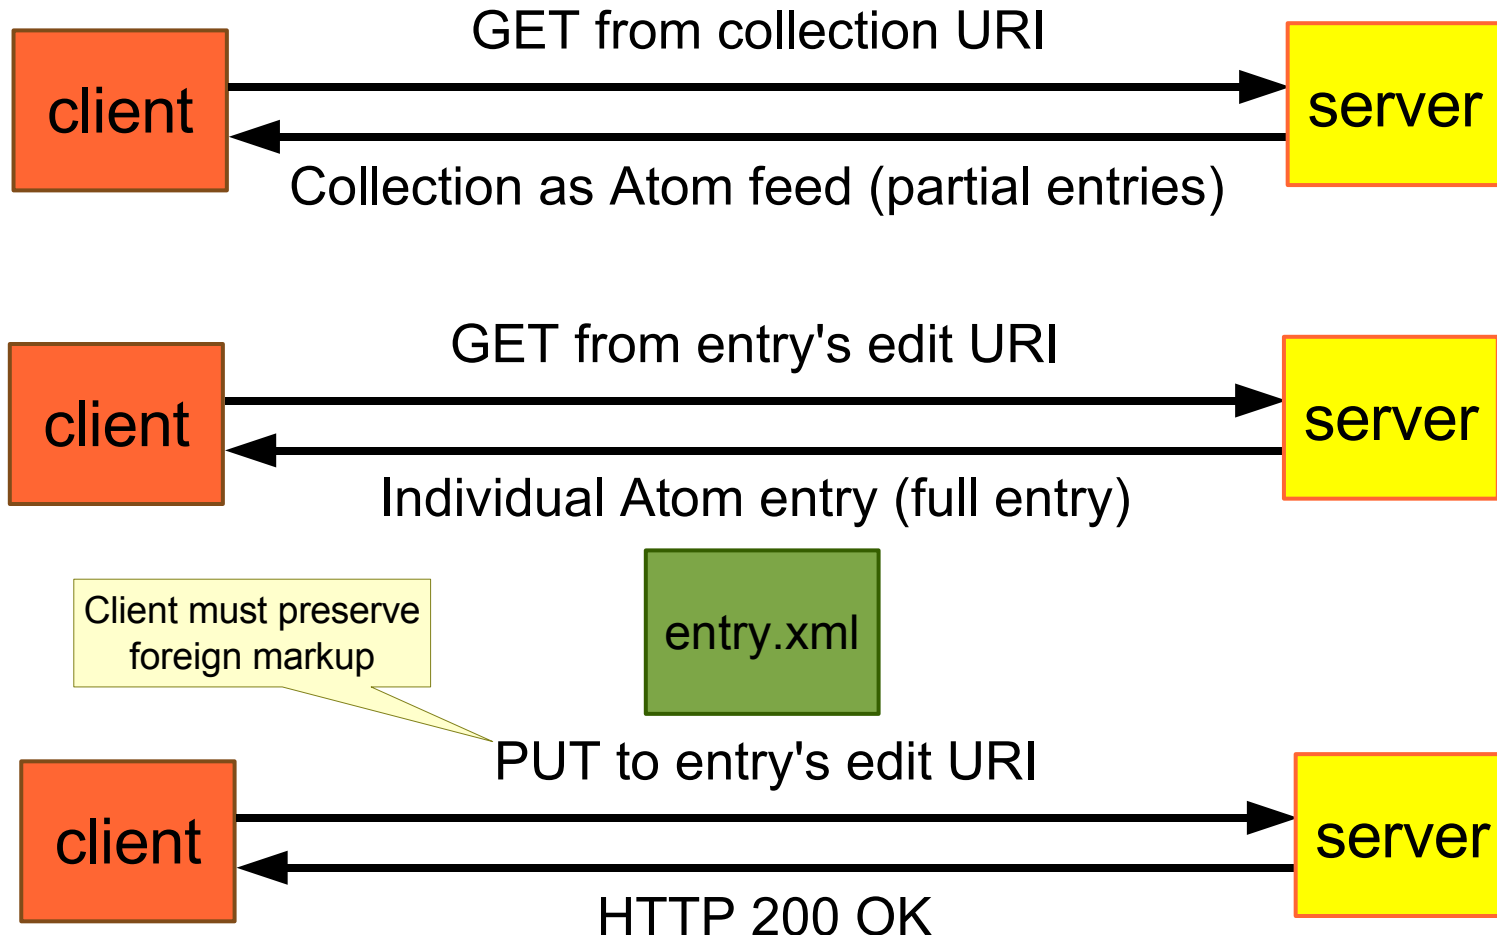 GET from collection URI
client
server
Collection as Atom feed (partial entries)
GET from entry's edit URI
client
server
Individual Atom entry (full entry)
Client must preserve
foreign markup
entry.xml
PUT to entry's edit URI
client
server
HTTP 200 OK